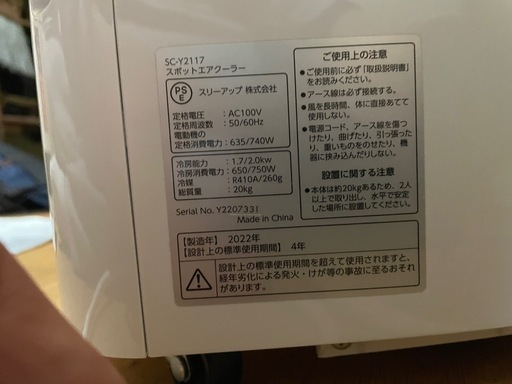 SC-Y2117
スポットエアクーラー
PS
E
スリーアップ 株式会社
定格電圧 : AC100V
定格周波数 : 50/60Hz
電動機の
定格消費電力 : 635/740W
冷房能力 : 1.7/2.0kw
冷房消費電力 : 650/750W
冷媒 : R410A/260g
総質量 : 20kg
Serial No. Y2207331
Made in China
【製造年】 2022年
【設計上の標準使用期間】 4年
設計上の標準使用期間を超えて使用されますと、
経年劣化による発火・けが等の事故に至るおそれ
があります。
ご使用上の注意
●ご使用前に必ず「取扱説明書」
をお読みください。
●アース線は必ず接続する。
●風を長時間、体に直接あてて
使用しない。
●電源コード、アース線を傷つ
けたり、曲げたり、引っ張った
り、重いものをのせたり、機
器に挟み込んだりしない。
設置に関する注意
●本体は約20kgあるため、2人
以上で取り出し、水平で安定
した場所に設置してください。